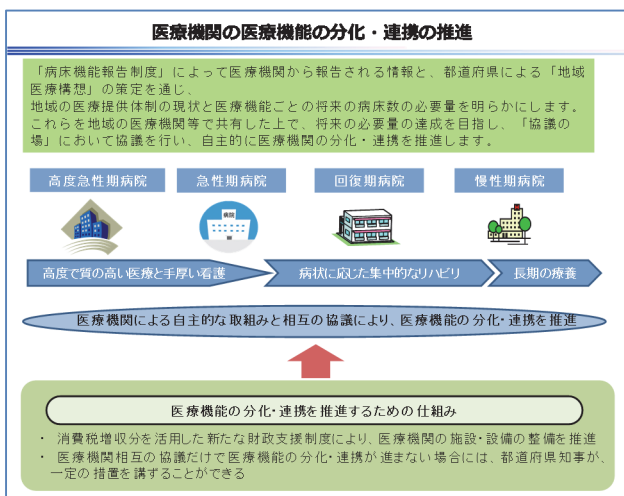 医療機関の医療機能の分化・連携の推進
「病床機能報告制度」によって医療機関から報告される情報と、都道府県による「地域
医療構想」の策定を通じ、
地域の医療提供体制の現状と医療機能ごとの将来の病床数の必要量を明らかにします。
これらを地域の医療機関等で共有した上で、将来の必要量の達成を目指し、「協議の
場」において協議を行い、自主的に医療機関の分化・連携を推進します。
高度急性期病院
急性期病院
回復期病院
慢性期病院
病院
高度で質の高い医療と手厚い看護
病状に応じた集中的なリハビリ
長期の療養
医療機関による自主的な取組みと相互の協議により、医療機能の分化・連携を推進
医療機能の分化・連携を推進するための仕組み
・ 消費税増収分を活用した新たな財政支援制度により、医療機関の施設・設備の整備を推進
・ 医療機関相互の協議だけで医療機能の分化・連携が進まない場合には、都道府県知事が、
一定の措置を講ずることができる